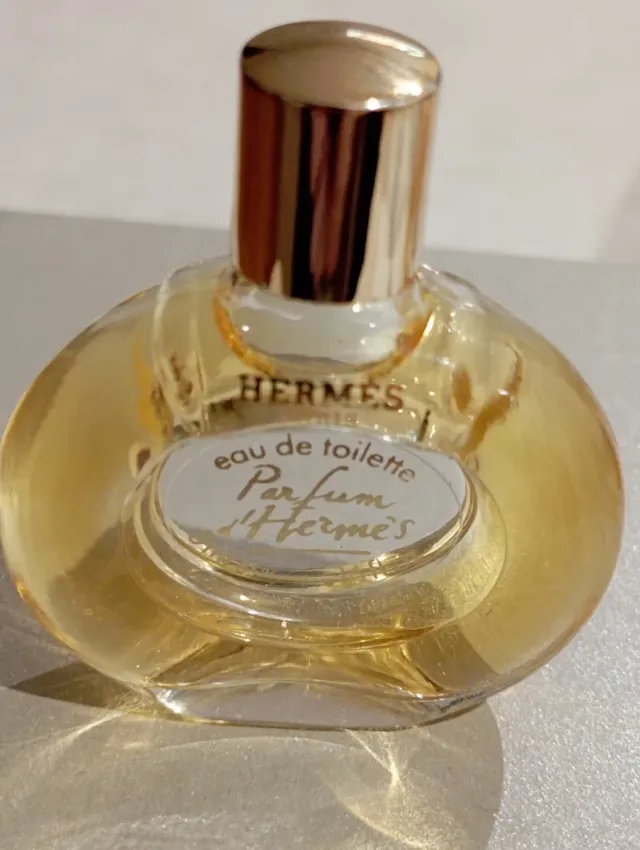 HERMÈS
eau de toilette
Parfum
d'Hermès